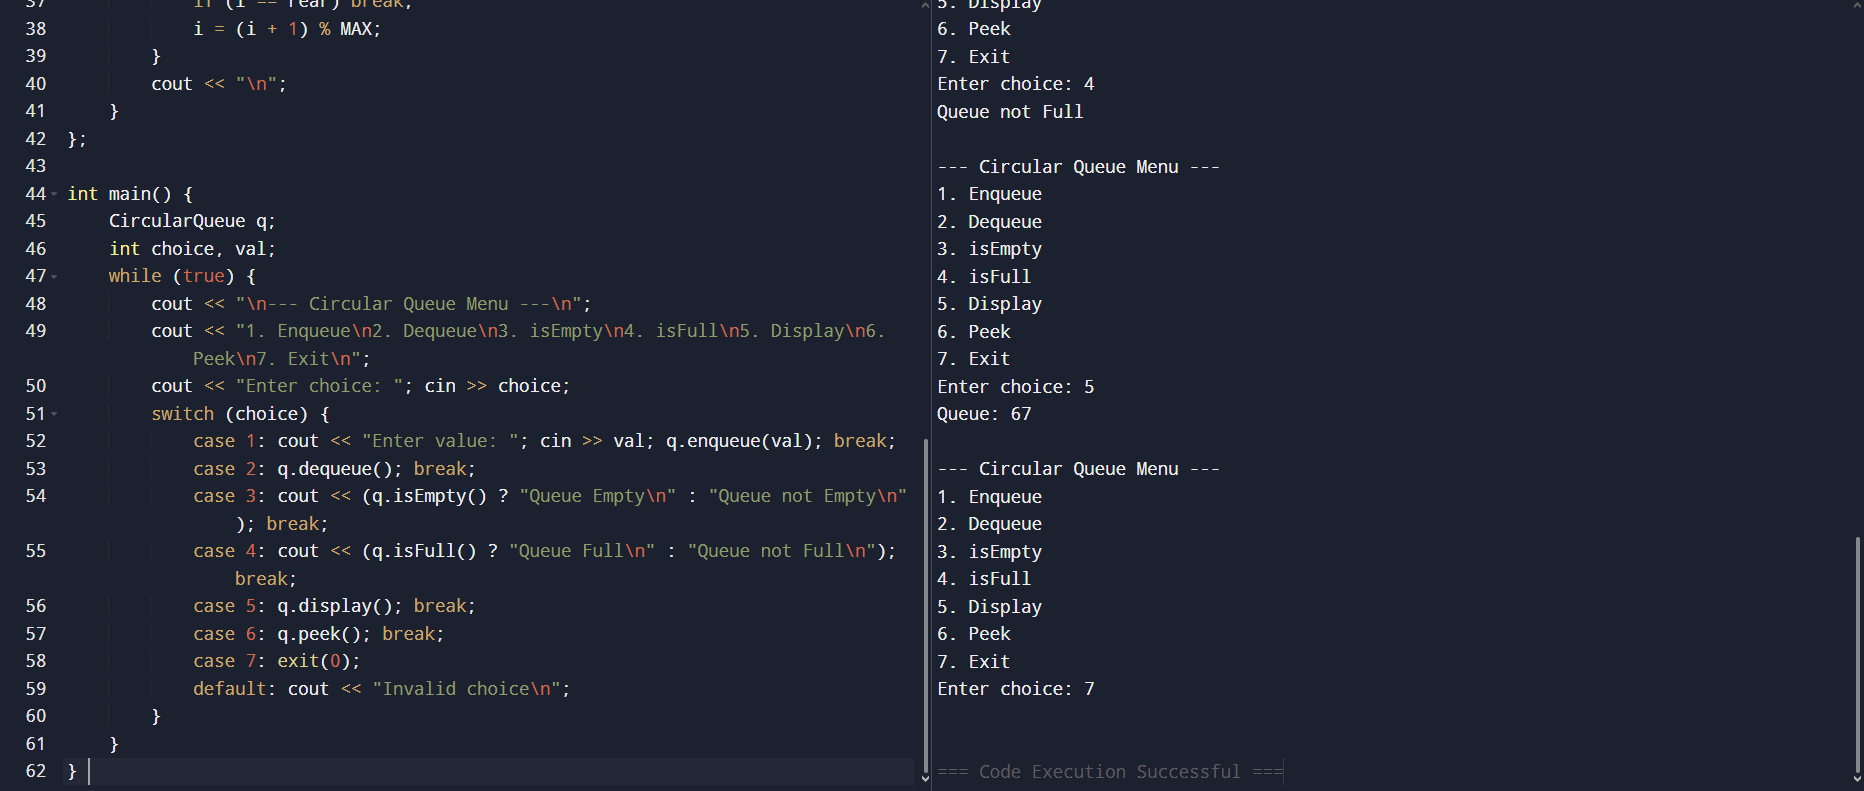 37 if (i == rear) break;
38 i = (i + 1) % MAX;
39 }
40 cout << "\n";
41 }
42 };
43
44 int main() {
45 CircularQueue q;
46 int choice, val;
47 while (true) {
48 cout << "\n--- Circular Queue Menu ---\n";
49 cout << "1. Enqueue\n2. Dequeue\n3. isEmpty\n4. isFull\n5. Display\n6.
Peek\n7. Exit\n";
50 cout << "Enter choice: "; cin >> choice;
51 switch (choice) {
52 case 1: cout << "Enter value: "; cin >> val; q.enqueue(val); break;
53 case 2: q.dequeue(); break;
54 case 3: cout << (q.isEmpty() ? "Queue Empty\n" : "Queue not Empty\n"
); break;
55 case 4: cout << (q.isFull() ? "Queue Full\n" : "Queue not Full\n");
break;
56 case 5: q.display(); break;
57 case 6: q.peek(); break;
58 case 7: exit(0);
59 default: cout << "Invalid choice\n";
60 }
61 }
62 }
5. Display
6. Peek
7. Exit
Enter choice: 4
Queue not Full
--- Circular Queue Menu ---
1. Enqueue
2. Dequeue
3. isEmpty
4. isFull
5. Display
6. Peek
7. Exit
Enter choice: 5
Queue: 67
--- Circular Queue Menu ---
1. Enqueue
2. Dequeue
3. isEmpty
4. isFull
5. Display
6. Peek
7. Exit
Enter choice: 7
=== Code Execution Successful ===